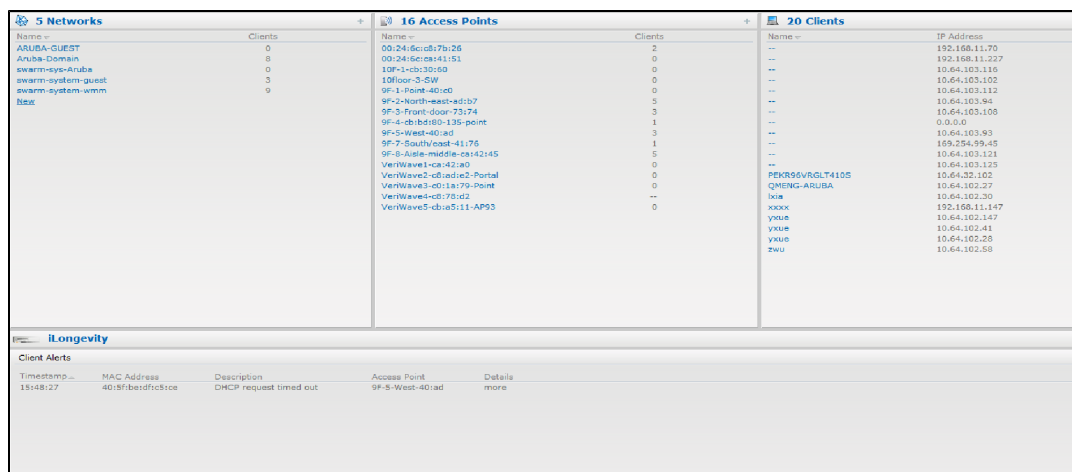 5 Networks +
Name Clients
ARUBA-GUEST 0
Aruba-Domain 8
swarm-sys-Aruba 0
swarm-system-guest 3
swarm-system-wmm 9
New
16 Access Points +
Name Clients
00:24:6c:c8:7b:26 2
00:24:6c:ca:41:51 0
10F-1-cb:30:60 0
10floor-3-SW 0
9F-1-Point-40:c0 0
9F-2-North-east-ad:b7 5
9F-3-Front-door-73:74 3
9F-4-cb:bd:80-135-point 1
9F-5-West-40:ad 3
9F-7-South/east-41:76 1
9F-8-Aisle-middle-ca:42:45 5
VeriWave1-ca:42:a0 0
VeriWave2-c8:ad:e2-Portal 0
VeriWave3-c0:1a:79-Point 0
VeriWave4-c8:78:d2 --
VeriWave5-cb:a5:11-AP93 0
20 Clients
Name IP Address
-- 192.168.11.70
-- 192.168.11.227
-- 10.64.103.116
-- 10.64.103.102
-- 10.64.103.112
-- 10.64.103.94
-- 10.64.103.108
-- 0.0.0.0
-- 10.64.103.93
-- 169.254.99.45
-- 10.64.103.121
-- 10.64.103.125
PEKR96VRGLT4105 10.64.32.102
QMENG-ARUBA 10.64.102.27
lxia 10.64.102.30
xxxx 192.168.11.147
yxue 10.64.102.147
yxue 10.64.102.41
yxue 10.64.102.28
zwu 10.64.102.58
iLongevity
Client Alerts
Timestamp MAC Address Description Access Point Details
15:48:27 40:5f:be:df:c5:ce DHCP request timed out 9F-5-West-40:ad more